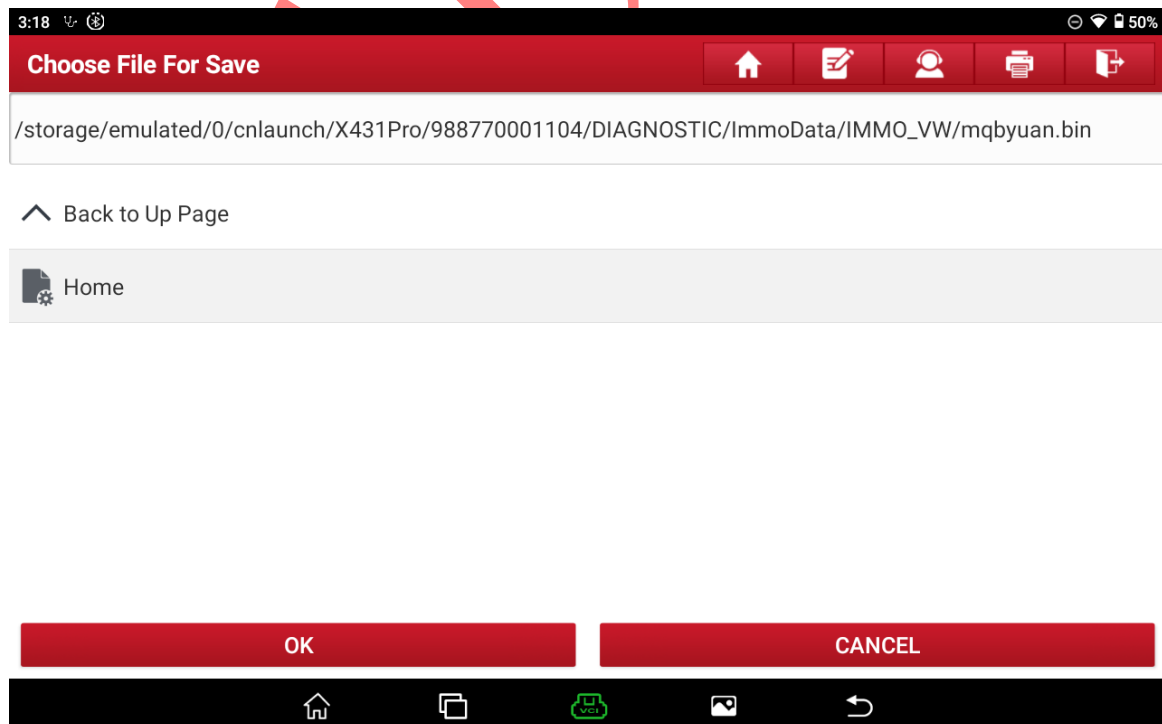 3:18 50%
Choose File For Save
/storage/emulated/0/cnlaunch/X431Pro/988770001104/DIAGNOSTIC/ImmoData/IMMO_VW/mqbyuan.bin
Back to Up Page
Home
OK CANCEL
VCI